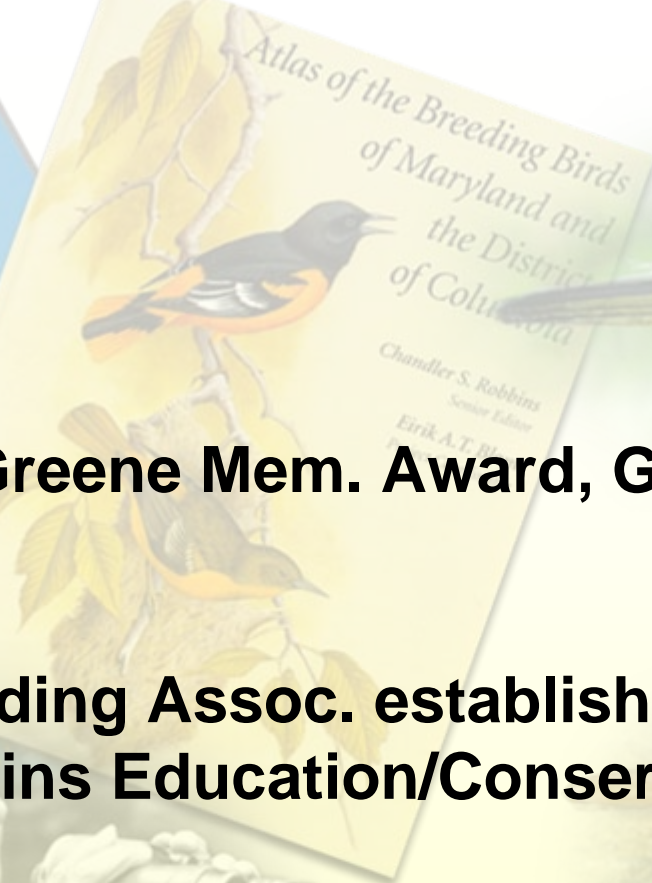 Atlas of the Breeding Birds
of Maryland and
the District
of Columbia
Chandler S. Robbins
Senior Editor
Eirik A.T.
Greene Mem. Award, G
ding Assoc. establish
ins Education/Conser